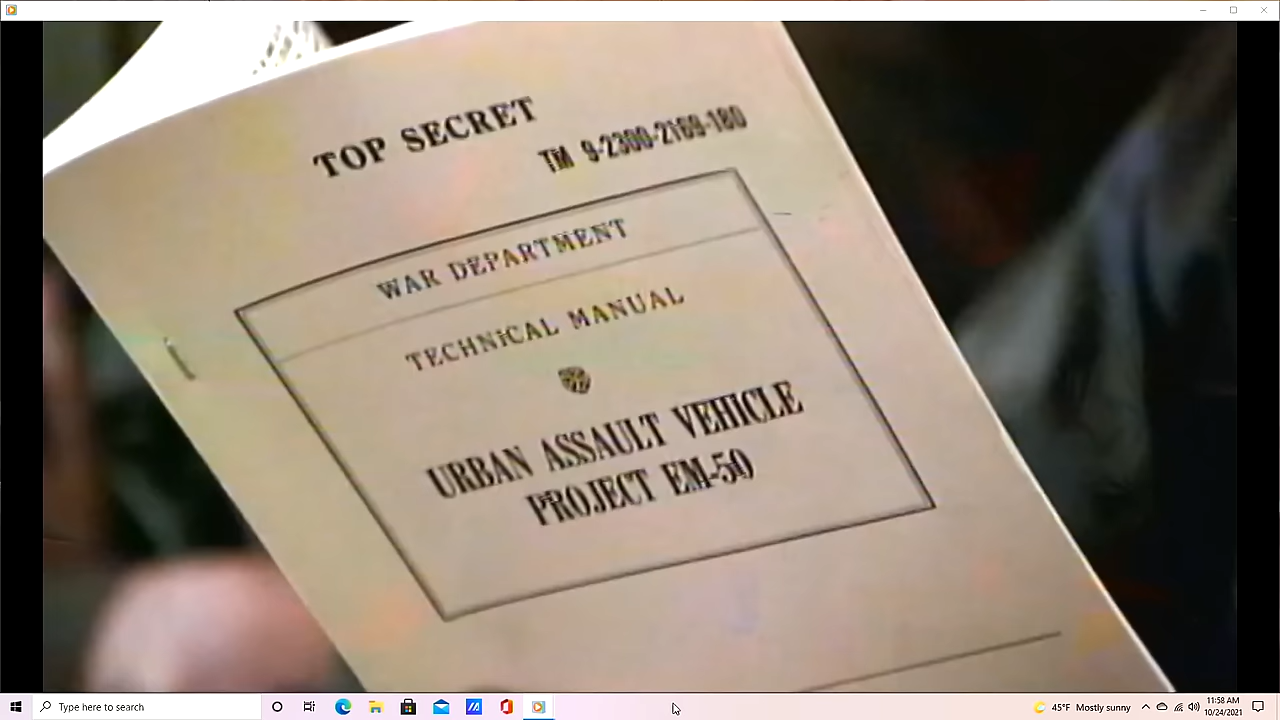 TOP SECRET
TM 9-2300-2169-180
WAR DEPARTMENT
TECHNICAL MANUAL
URBAN ASSAULT VEHICLE
PROJECT EM-50
Type here to search
45°F Mostly sunny
11:58 AM
10/24/2021